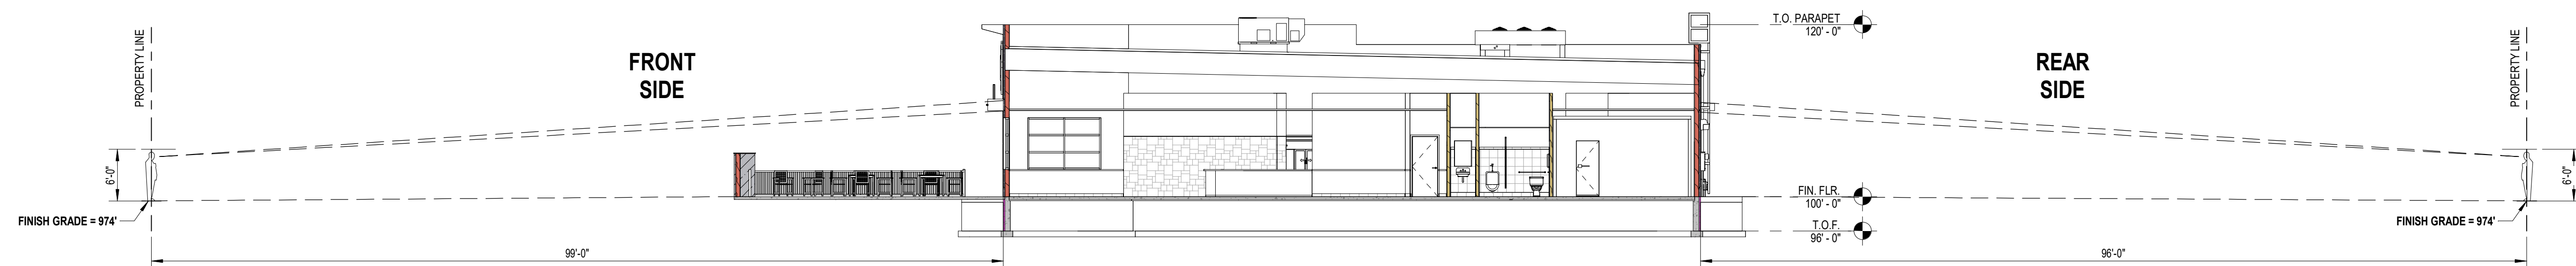 PROPERTY LINE
FRONT
SIDE
6'-0"
FINISH GRADE = 974'
99'-0"
T.O. PARAPET
120' - 0"
FIN. FLR.
100' - 0"
T.O.F.
96' - 0"
REAR
SIDE
PROPERTY LINE
6'-0"
FINISH GRADE = 974'
96'-0"